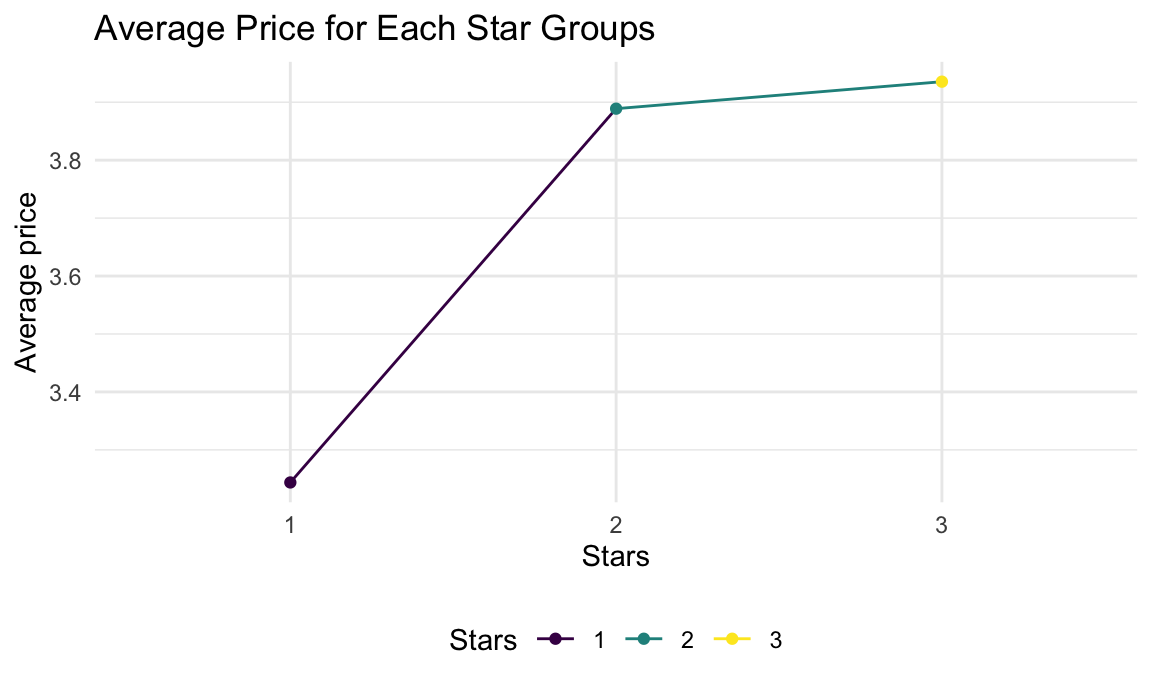 Average Price for Each Star Groups
Average price
3.8
3.6
3.4
1 2 3
Stars
Stars 1 2 3